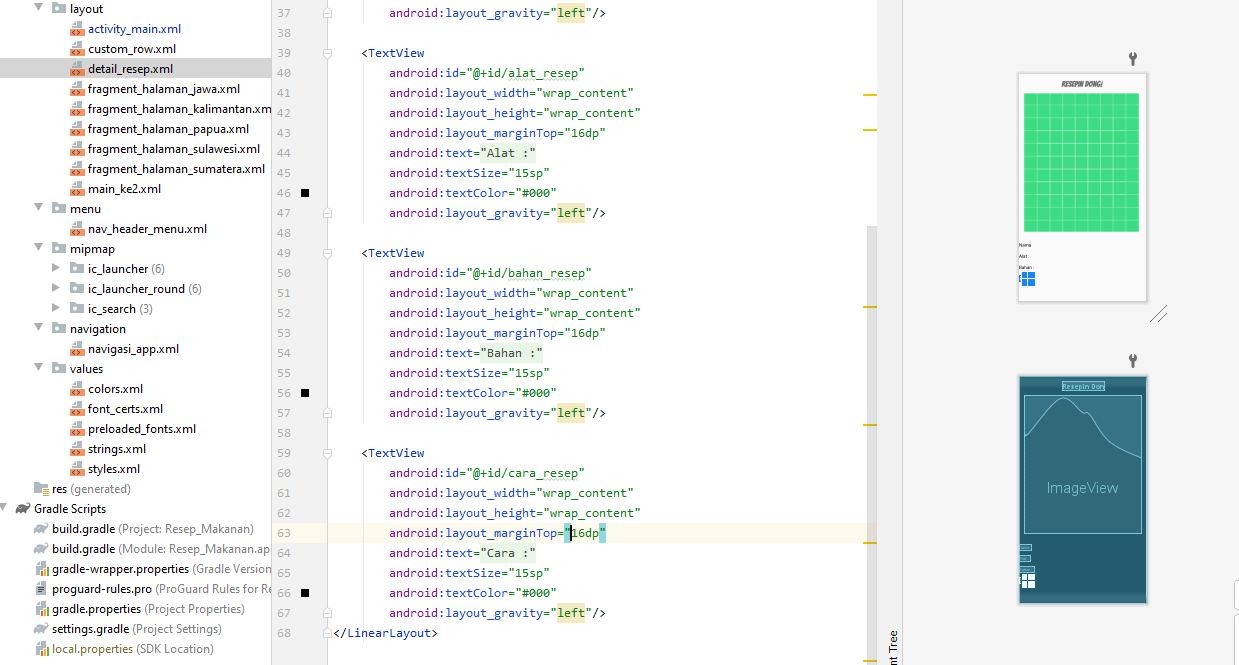 layout
activity_main.xml
custom_row.xml
detail_resep.xml
fragment_halaman_jawa.xml
fragment_halaman_kalimantan.xm
fragment_halaman_papua.xml
fragment_halaman_sulawesi.xml
fragment_halaman_sumatera.xml
main_ke2.xml
menu
nav_header_menu.xml
mipmap
ic_launcher (6)
ic_launcher_round (6)
ic_search (3)
navigation
navigasi_app.xml
values
colors.xml
font_certs.xml
preloaded_fonts.xml
strings.xml
styles.xml
res (generated)
Gradle Scripts
build.gradle (Project: Resep_Makanan)
build.gradle (Module: Resep_Makanan.ap
gradle-wrapper.properties (Gradle Version
proguard-rules.pro (ProGuard Rules for Re
gradle.properties (Project Properties)
settings.gradle (Project Settings)
local.properties (SDK Location)
37 android:layout_gravity="left"/>
38
39 <TextView
40 android:id="@+id/alat_resep"
41 android:layout_width="wrap_content"
42 android:layout_height="wrap_content"
43 android:layout_marginTop="16dp"
44 android:text="Alat :"
45 android:textSize="15sp"
46 android:textColor="#000"
47 android:layout_gravity="left"/>
48
49 <TextView
50 android:id="@+id/bahan_resep"
51 android:layout_width="wrap_content"
52 android:layout_height="wrap_content"
53 android:layout_marginTop="16dp"
54 android:text="Bahan :"
55 android:textSize="15sp"
56 android:textColor="#000"
57 android:layout_gravity="left"/>
58
59 <TextView
60 android:id="@+id/cara_resep"
61 android:layout_width="wrap_content"
62 android:layout_height="wrap_content"
63 android:layout_marginTop="16dp"
64 android:text="Cara :"
65 android:textSize="15sp"
66 android:textColor="#000"
67 android:layout_gravity="left"/>
68 </LinearLayout>
nt Tree
RESEPIN DONG!
Nama
Alat :
Bahan
Resepin Don
ImageView